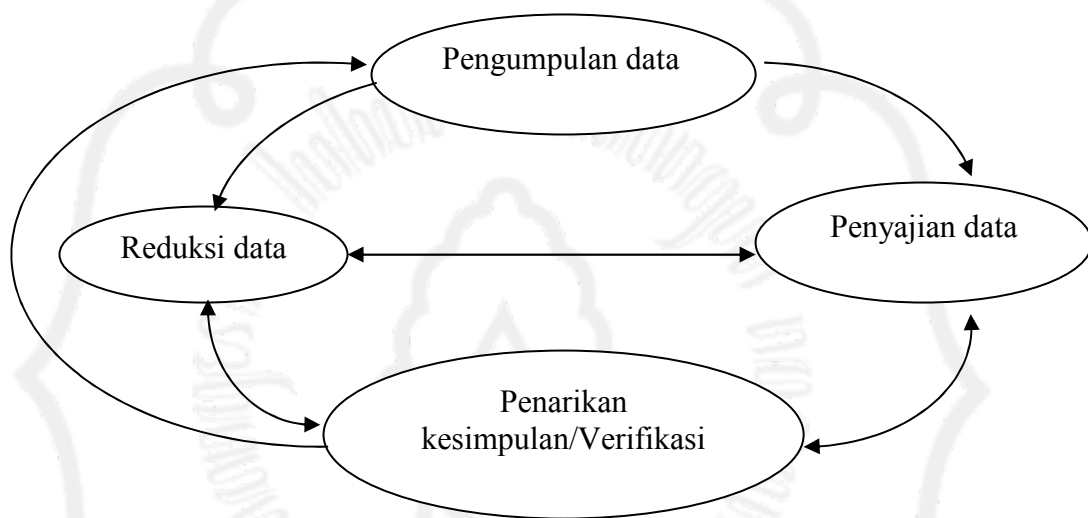 Pengumpulan data
Penyajian data
Reduksi data
Penarikan
kesimpulan/Verifikasi